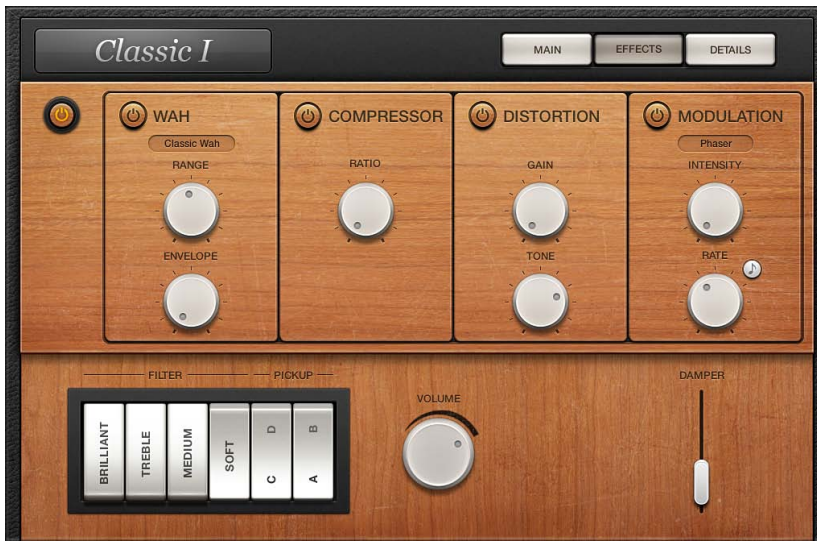 Classic I
MAIN
EFFECTS
DETAILS
WAH
COMPRESSOR
DISTORTION
MODULATION
Classic Wah
Phaser
RANGE
RATIO
GAIN
INTENSITY
ENVELOPE
TONE
RATE
FILTER
PICKUP
DAMPER
VOLUME
BRILLIANT
TREBLE
MEDIUM
SOFT
D
C
B
A